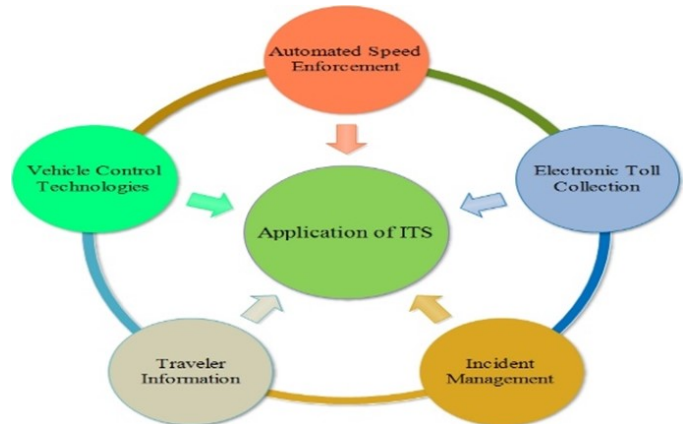 Automated Speed
Enforcement
Vehicle Control
Technologies
Electronic Toll
Collection
Application of ITS
Traveler
Information
Incident
Management